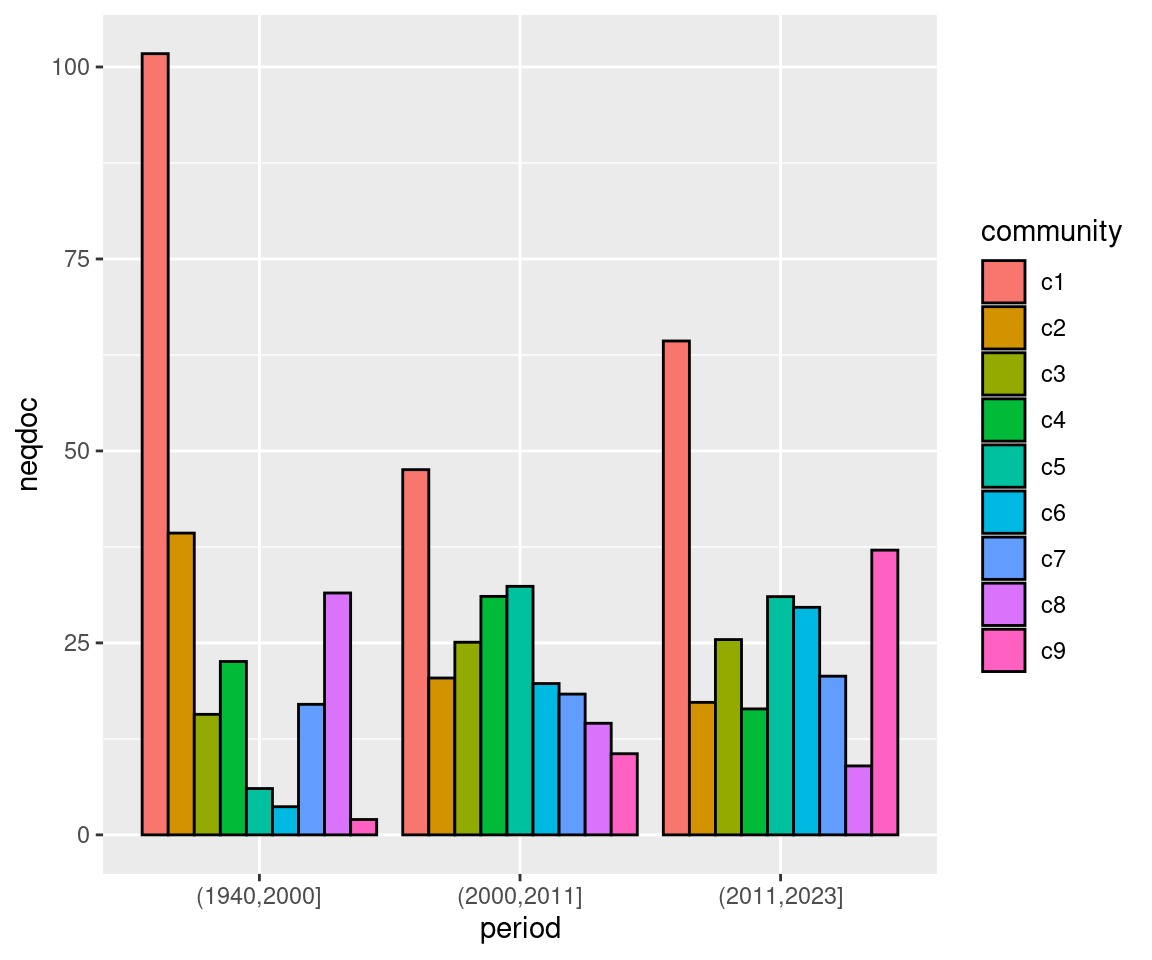 neqdoc
100
75
50
25
0
(1940,2000]
(2000,2011]
(2011,2023]
period
community
c1
c2
c3
c4
c5
c6
c7
c8
c9